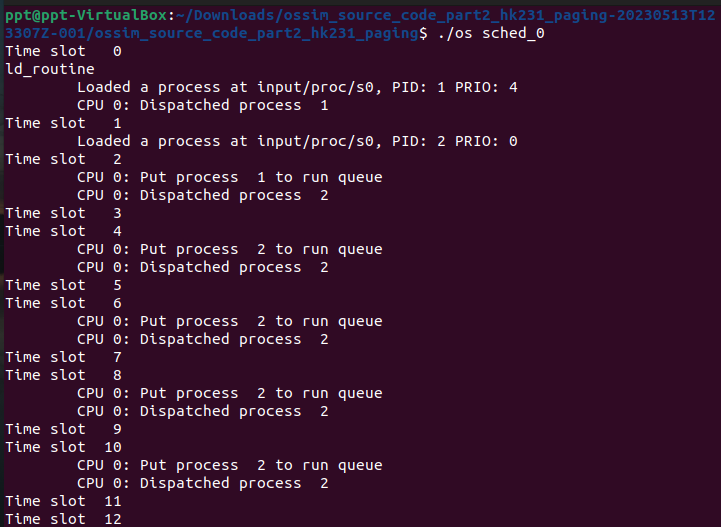 ppt@ppt-VirtualBox:~/Downloads/ossim_source_code_part2_hk231_paging-20230513T12
3307Z-001/ossim_source_code_part2_hk231_paging$ ./os sched_0
Time slot   0
ld_routine
        Loaded a process at input/proc/s0, PID: 1 PRIO: 4
        CPU 0: Dispatched process  1
Time slot   1
        Loaded a process at input/proc/s0, PID: 2 PRIO: 0
Time slot   2
        CPU 0: Put process  1 to run queue
        CPU 0: Dispatched process  2
Time slot   3
Time slot   4
        CPU 0: Put process  2 to run queue
        CPU 0: Dispatched process  2
Time slot   5
Time slot   6
        CPU 0: Put process  2 to run queue
        CPU 0: Dispatched process  2
Time slot   7
Time slot   8
        CPU 0: Put process  2 to run queue
        CPU 0: Dispatched process  2
Time slot   9
Time slot  10
        CPU 0: Put process  2 to run queue
        CPU 0: Dispatched process  2
Time slot  11
Time slot  12